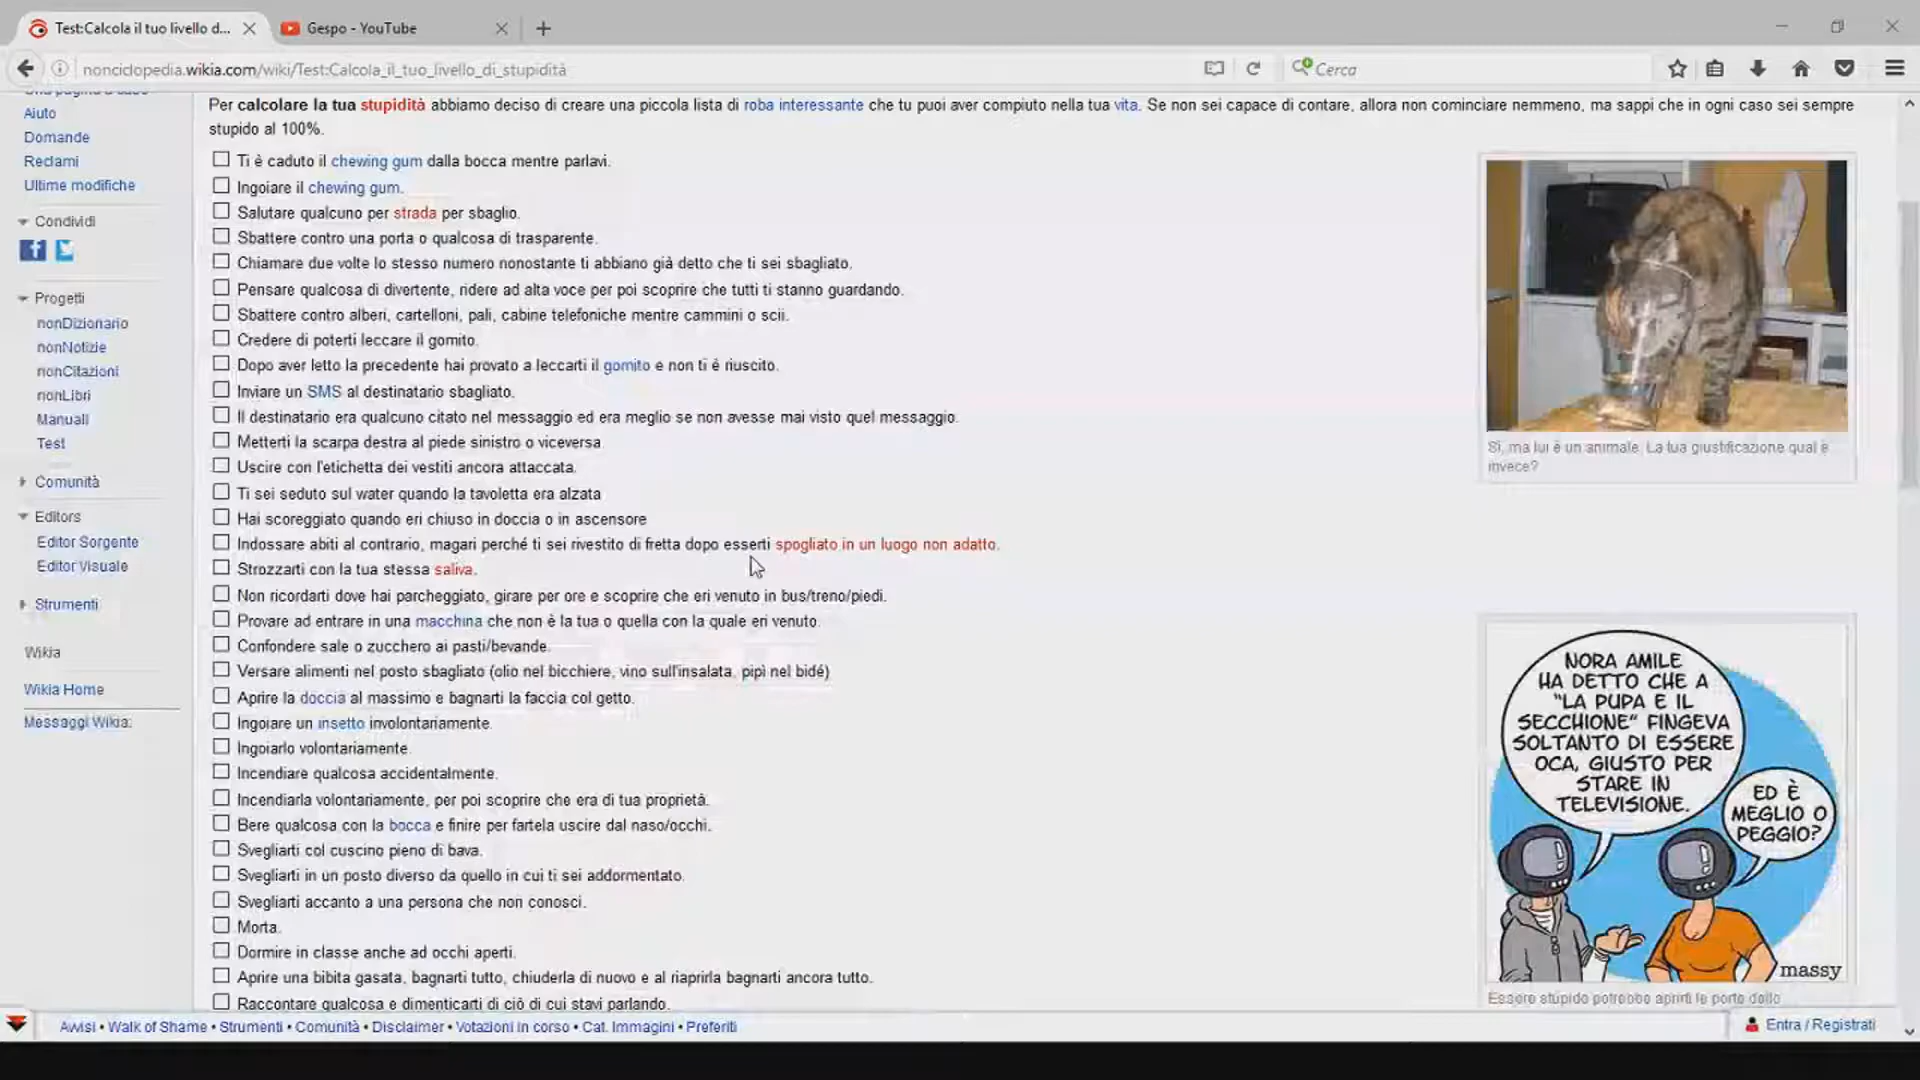 Test:Calcola il tuo livello d...
Gespo - YouTube
nonciclopedia.wikia.com/wiki/Test:Calcola_il_tuo_livello_di_stupidità
Cerca
Una pagina a caso
Aiuto
Domande
Reclami
Ultime modifiche
Condividi
Progetti
nonDizionario
nonNotizie
nonCitazioni
nonLibri
Manuali
Test
Comunità
Editors
Editor Sorgente
Editor Visuale
Strumenti
Wikia
Wikia Home
Messaggi Wikia:
Per calcolare la tua stupidità abbiamo deciso di creare una piccola lista di roba interessante che tu puoi aver compiuto nella tua vita. Se non sei capace di contare, allora non cominciare nemmeno, ma sappi che in ogni caso sei sempre
stupido al 100%.
Ti è caduto il chewing gum dalla bocca mentre parlavi.
Ingoiare il chewing gum.
Salutare qualcuno per strada per sbaglio.
Sbattere contro una porta o qualcosa di trasparente.
Chiamare due volte lo stesso numero nonostante ti abbiano già detto che ti sei sbagliato.
Pensare qualcosa di divertente, ridere ad alta voce per poi scoprire che tutti ti stanno guardando.
Sbattere contro alberi, cartelloni, pali, cabine telefoniche mentre cammini o scii.
Credere di poterti leccare il gomito.
Dopo aver letto la precedente hai provato a leccarti il gomito e non ti è riuscito.
Inviare un SMS al destinatario sbagliato.
Il destinatario era qualcuno citato nel messaggio ed era meglio se non avesse mai visto quel messaggio.
Metterti la scarpa destra al piede sinistro o viceversa
Uscire con l'etichetta dei vestiti ancora attaccata.
Ti sei seduto sul water quando la tavoletta era alzata
Hai scoreggiato quando eri chiuso in doccia o in ascensore
Indossare abiti al contrario, magari perché ti sei rivestito di fretta dopo esserti spogliato in un luogo non adatto.
Strozzarti con la tua stessa saliva.
Non ricordarti dove hai parcheggiato, girare per ore e scoprire che eri venuto in bus/treno/piedi.
Provare ad entrare in una macchina che non è la tua o quella con la quale eri venuto.
Confondere sale o zucchero ai pasti/bevande.
Versare alimenti nel posto sbagliato (olio nel bicchiere, vino sull'insalata, pipì nel bidé)
Aprire la doccia al massimo e bagnarti la faccia col getto.
Ingoiare un insetto involontariamente.
Ingoiarlo volontariamente.
Incendiare qualcosa accidentalmente.
Incendiarla volontariamente, per poi scoprire che era di tua proprietà.
Bere qualcosa con la bocca e finire per fartela uscire dal naso/occhi.
Svegliarti col cuscino pieno di bava.
Svegliarti in un posto diverso da quello in cui ti sei addormentato.
Svegliarti accanto a una persona che non conosci.
Morta.
Dormire in classe anche ad occhi aperti.
Aprire una bibita gasata, bagnarti tutto, chiuderla di nuovo e al riaprirla bagnarti ancora tutto.
Raccontare qualcosa e dimenticarti di ciò di cui stavi parlando.
Sì, ma lui è un animale. La tua giustificazione qual è
invece?
NORA AMILE
HA DETTO CHE A
"LA PUPA E IL
SECCHIONE" FINGEVA
SOLTANTO DI ESSERE
OCA, GIUSTO PER
STARE IN
TELEVISIONE.
ED È
MEGLIO O
PEGGIO?
massy
Essere stupido potrebbe aprirti le porte dello
Avvisi • Walk of Shame • Strumenti • Comunità • Disclaimer • Votazioni in corso • Cat. Immagini • Preferiti
Entra / Registrati